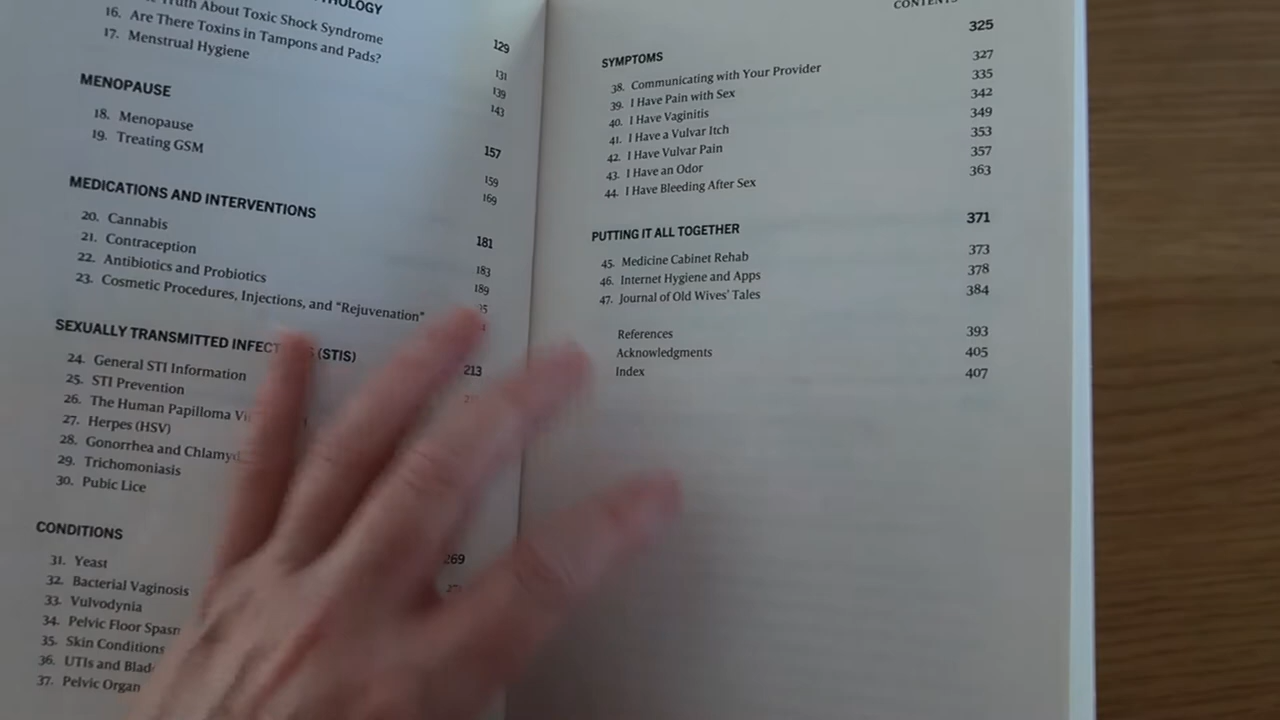 Truth About Toxic Shock Syndrome 129
16. Are There Toxins in Tampons and Pads? 131
17. Menstrual Hygiene 139
143
MENOPAUSE
18. Menopause 157
19. Treating GSM 159
169
MEDICATIONS AND INTERVENTIONS
20. Cannabis 181
21. Contraception 183
22. Antibiotics and Probiotics 189
23. Cosmetic Procedures, Injections, and "Rejuvenation"
SEXUALLY TRANSMITTED (STIS)
24. General STI Information 213
25. STI Prevention
26. The Human Papilloma
27. Herpes (HSV)
28. Gonorrhea and
29. Trichomoniasis
30. Pubic Lice
CONDITIONS
31. Yeast 269
32. Bacterial Vaginosis
33. Vulvodynia
34. Pelvic Floor
35. Skin Conditions
36. UTIs and
37. Pelvic Organ
CONTENTS
SYMPTOMS 325
38. Communicating with Your Provider 327
39. I Have Pain with Sex 335
40. I Have Vaginitis 342
41. I Have a Vulvar Itch 349
42. I Have Vulvar Pain 353
43. I Have an Odor 357
44. I Have Bleeding After Sex 363
PUTTING IT ALL TOGETHER 371
45. Medicine Cabinet Rehab 373
46. Internet Hygiene and Apps 378
47. Journal of Old Wives' Tales 384
References 393
Acknowledgments 405
Index 407